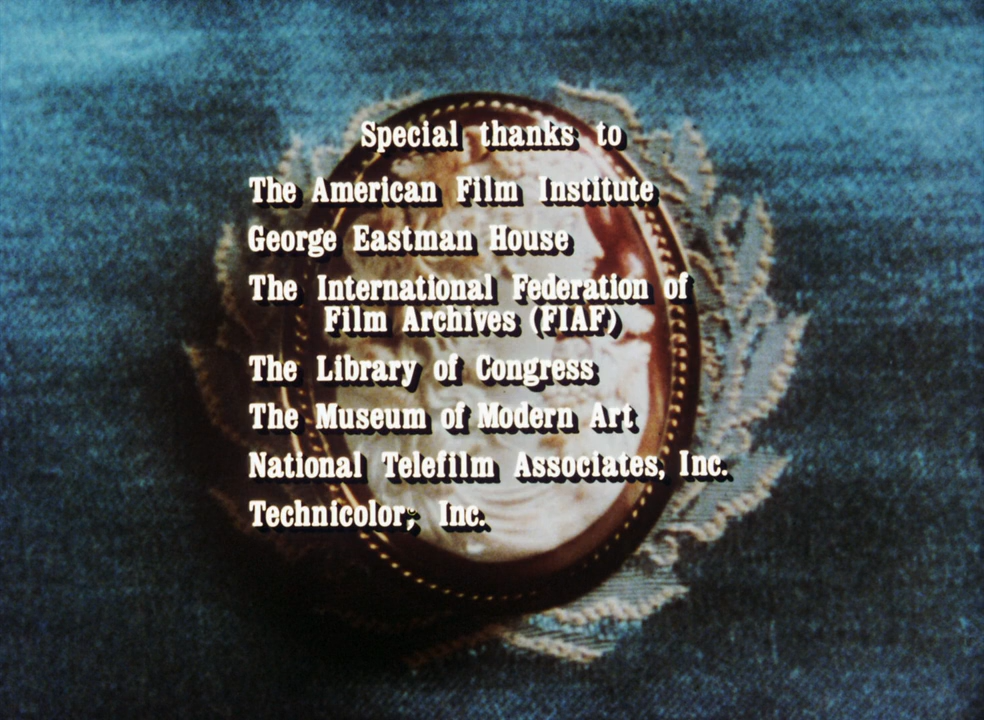 Special thanks to
The American Film Institute
George Eastman House
The International Federation of
Film Archives (FIAF)
The Library of Congress
The Museum of Modern Art
National Telefilm Associates, Inc.
Technicolor, Inc.